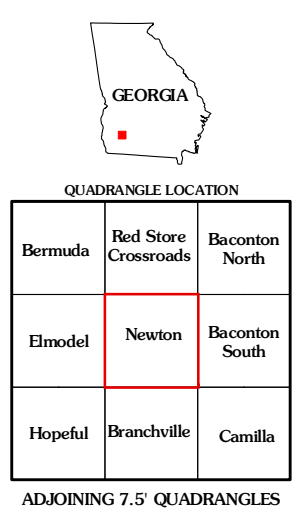 GEORGIA
QUADRANGLE LOCATION
Bermuda
Red Store
Crossroads
Baconton
North
Elmodel
Newton
Baconton
South
Hopeful
Branchville
Camilla
ADJOINING 7.5' QUADRANGLES